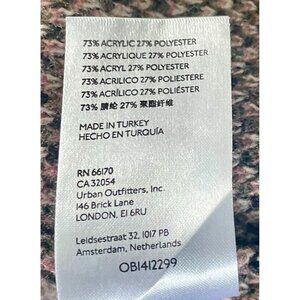 73% ACRYLIC 27% POLYESTER
73% ACRYLIQUE 27% POLYESTER
73% ACRYL 27% POLYESTER
73% ACRILICO 27% POLIESTERE
73% ACRÍLICO 27% POLIÉSTER
73% 腈纶 27% 聚酯纤维
MADE IN TURKEY
HECHO EN TURQUÍA
RN 66170
CA 32054
Urban Outfitters, Inc.
146 Brick Lane
LONDON, E1 6RU
Leidsestraat 32, 1017 PB
Amsterdam, Netherlands
OB1412299